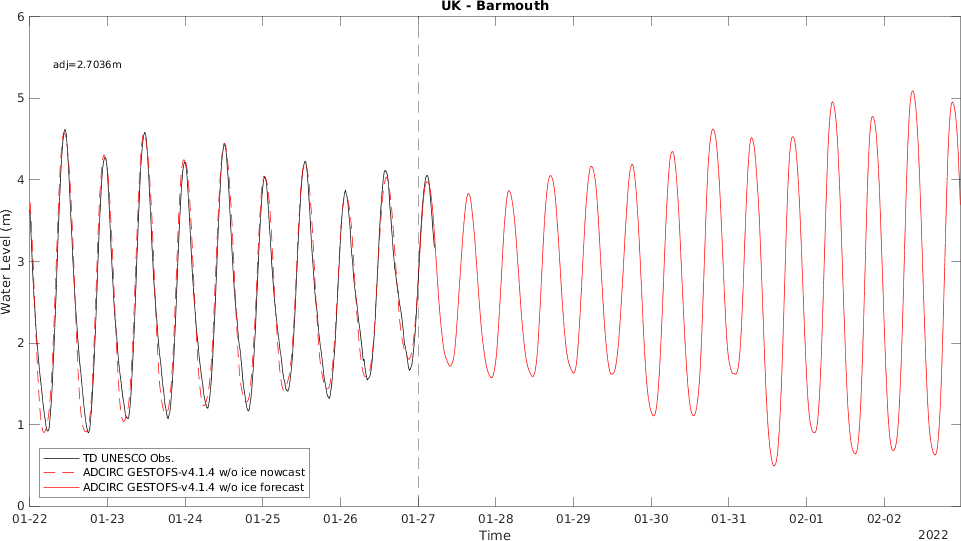 UK - Barmouth
6
5
4
3
2
1
0
adj=2.7036m
Water Level (m)
TD UNESCO Obs.
ADCIRC GESTOFS-v4.1.4 w/o ice nowcast
ADCIRC GESTOFS-v4.1.4 w/o ice forecast
01-22 01-23 01-24 01-25 01-26 01-27 01-28 01-29 01-30 01-31 02-01 02-02
Time
2022